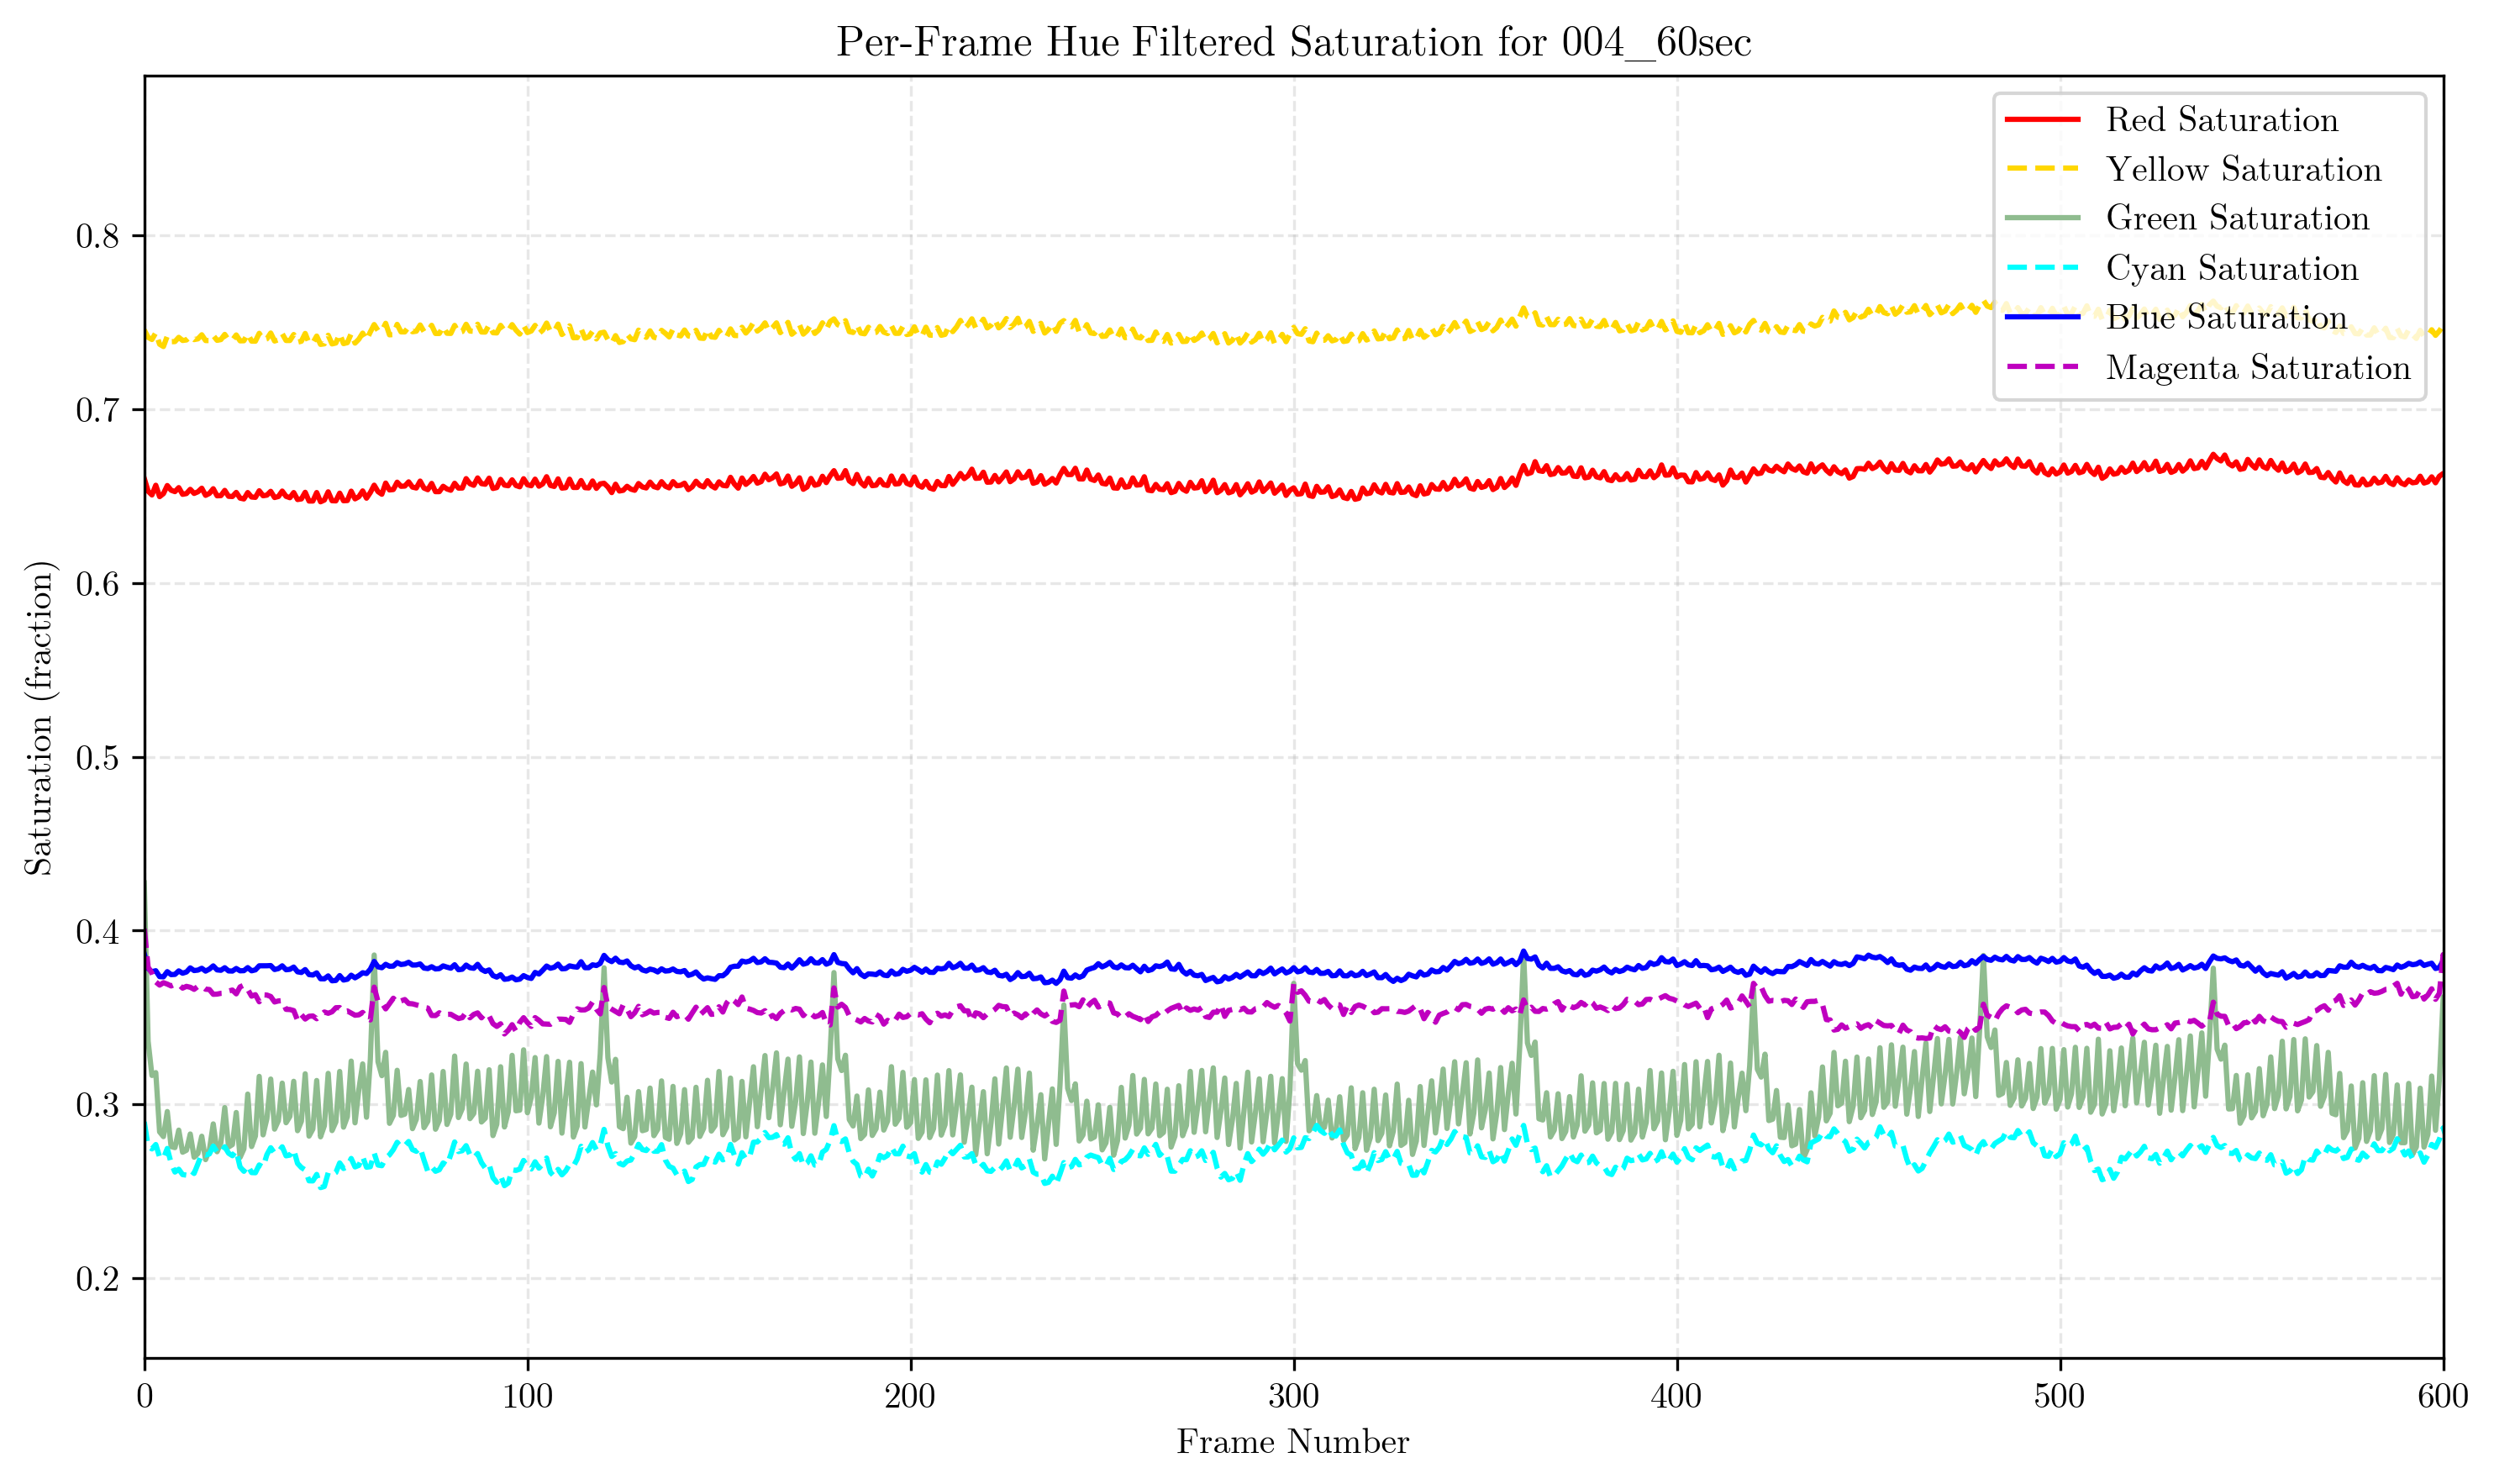 Per-Frame Hue Filtered Saturation for 004_60sec
Red Saturation
Yellow Saturation
Green Saturation
Cyan Saturation
Blue Saturation
Magenta Saturation
Saturation (fraction)
0.8
0.7
0.6
0.5
0.4
0.3
0.2
0 100 200 300 400 500 600
Frame Number